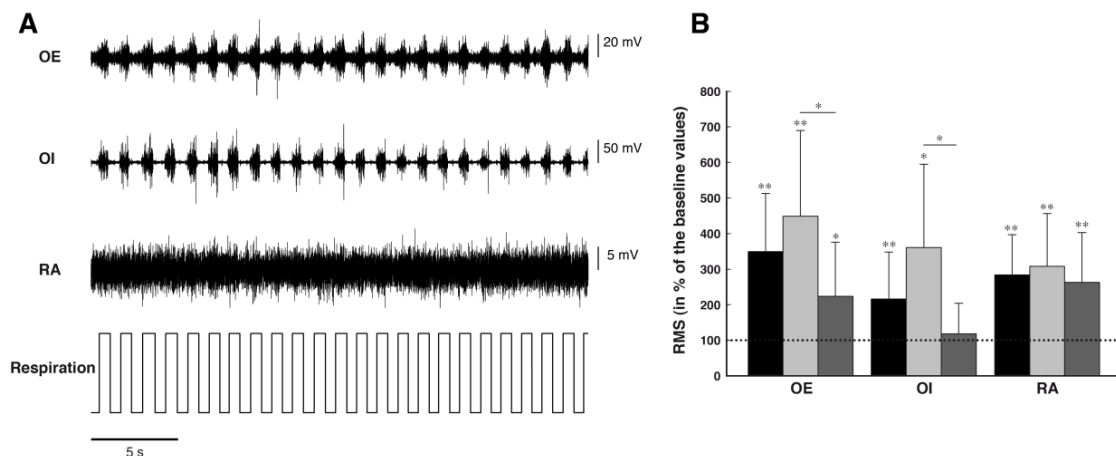 A
OE
20 mV
OI
50 mV
RA
5 mV
Respiration
5 s
B
RMS (in % of the baseline values)
800
700
600
500
400
300
200
100
0
** ** * *
** * *
** ** **
OE OI RA